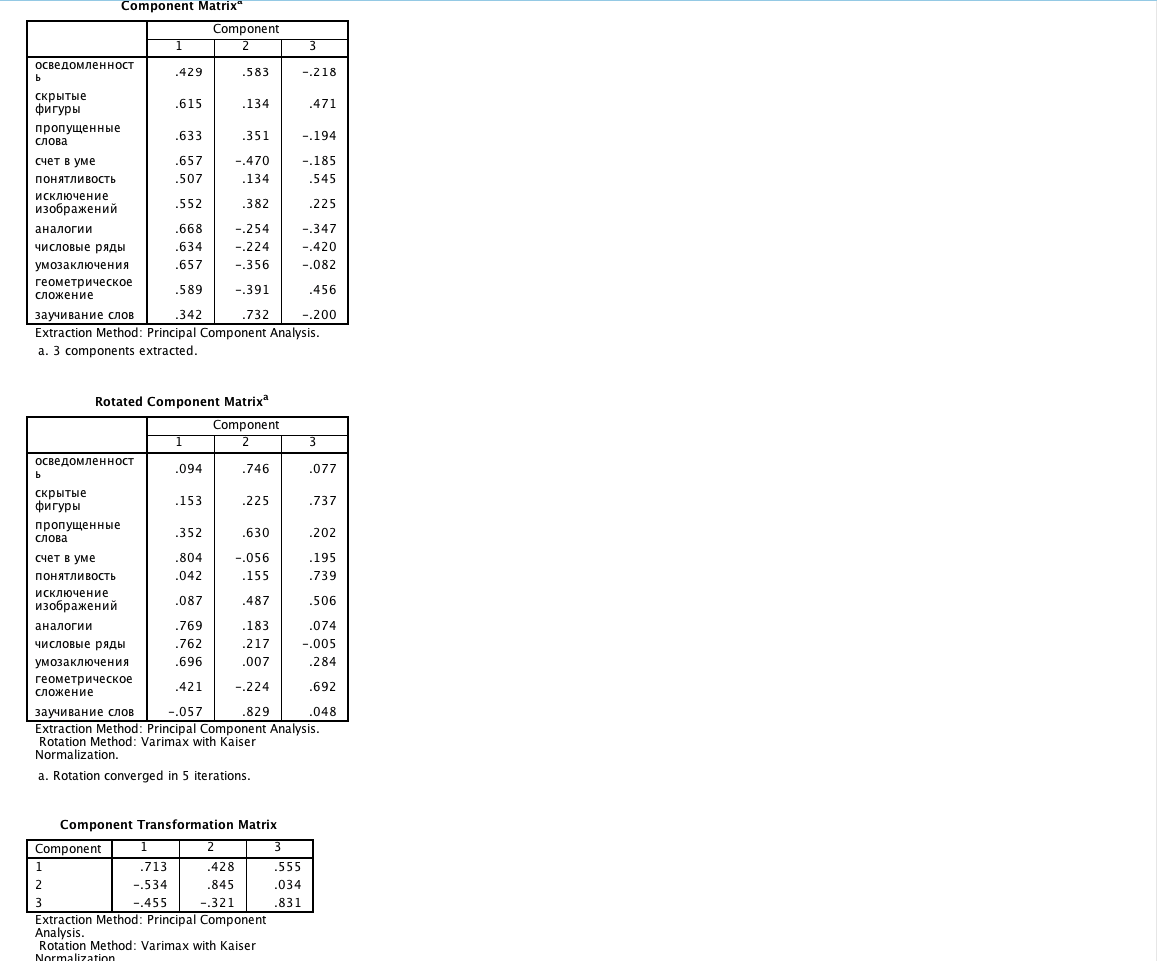 Component Matrixa
Component
1 2 3
осведомленност
ь .429 .583 -.218
скрытые
фигуры .615 .134 .471
пропущенные
слова .633 .351 -.194
счет в уме .657 -.470 -.185
понятливость .507 .134 .545
исключение
изображений .552 .382 .225
аналогии .668 -.254 -.347
числовые ряды .634 -.224 -.420
умозаключения .657 -.356 -.082
геометрическое
сложение .589 -.391 .456
заучивание слов .342 .732 -.200
Extraction Method: Principal Component Analysis.
a. 3 components extracted.
Rotated Component Matrixa
Component
1 2 3
осведомленност
ь .094 .746 .077
скрытые
фигуры .153 .225 .737
пропущенные
слова .352 .630 .202
счет в уме .804 -.056 .195
понятливость .042 .155 .739
исключение
изображений .087 .487 .506
аналогии .769 .183 .074
числовые ряды .762 .217 -.005
умозаключения .696 .007 .284
геометрическое
сложение .421 -.224 .692
заучивание слов -.057 .829 .048
Extraction Method: Principal Component Analysis.
Rotation Method: Varimax with Kaiser
Normalization.
a. Rotation converged in 5 iterations.
Component Transformation Matrix
Component 1 2 3
1 .713 .428 .555
2 -.534 .845 .034
3 -.455 -.321 .831
Extraction Method: Principal Component
Analysis.
Rotation Method: Varimax with Kaiser
Normalization.